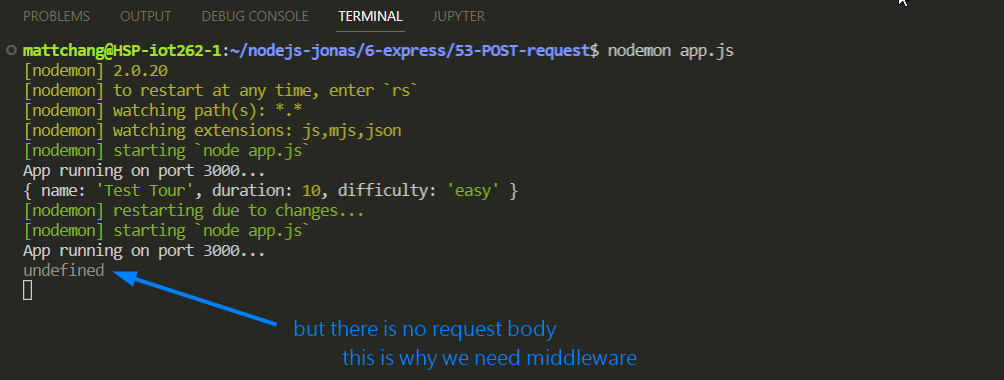 PROBLEMS OUTPUT DEBUG CONSOLE TERMINAL JUPYTER
mattchang@HSP-iot262-1:~/nodejs-jonas/6-express/53-POST-request$ nodemon app.js
[nodemon] 2.0.20
[nodemon] to restart at any time, enter `rs`
[nodemon] watching path(s): *.*
[nodemon] watching extensions: js,mjs,json
[nodemon] starting `node app.js`
App running on port 3000...
{ name: 'Test Tour', duration: 10, difficulty: 'easy' }
[nodemon] restarting due to changes...
[nodemon] starting `node app.js`
App running on port 3000...
undefined
but there is no request body
this is why we need middleware